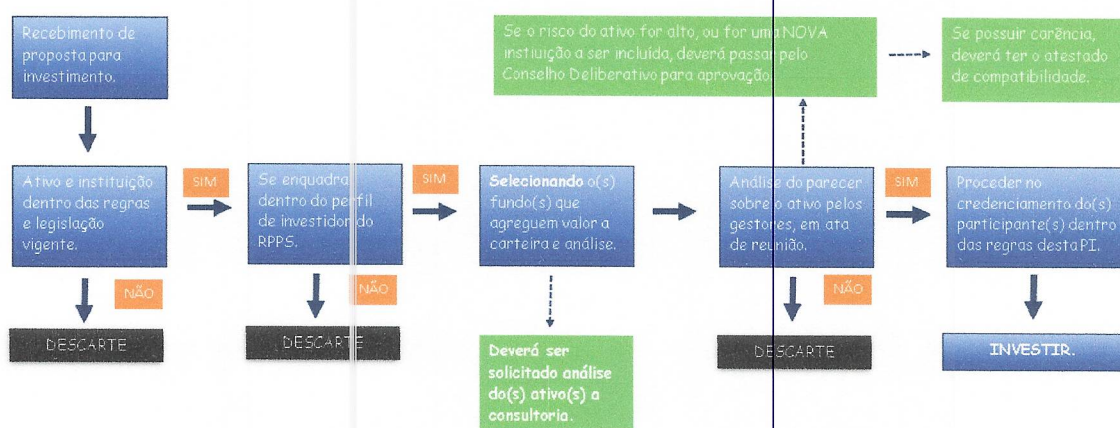 Recebimento de
proposta para
investimento.
Se o risco do ativo for alto, ou for uma NOVA
instiuição a ser incluída, deverá passar pelo
Conselho Deliberativo para aprovação.
Se possuir carência,
deverá ter o atestado
de compatibilidade.
Ativo e instituição
dentro das regras
e legislação
vigente.
SIM
Se enquadra
dentro do perfil
de investidor do
RPPS.
SIM
Selecionando o(s)
fundo(s) que
agreguem valor a
carteira e análise.
Análise do parecer
sobre o ativo pelos
gestores, em ata
de reunião.
SIM
Proceder no
credenciamento do(s)
participante(s) dentro
das regras desta PI.
NÃO
NÃO
NÃO
DESCARTE
DESCARTE
Deverá ser
solicitado análise
do(s) ativo(s) a
consultoria.
DESCARTE
INVESTIR.